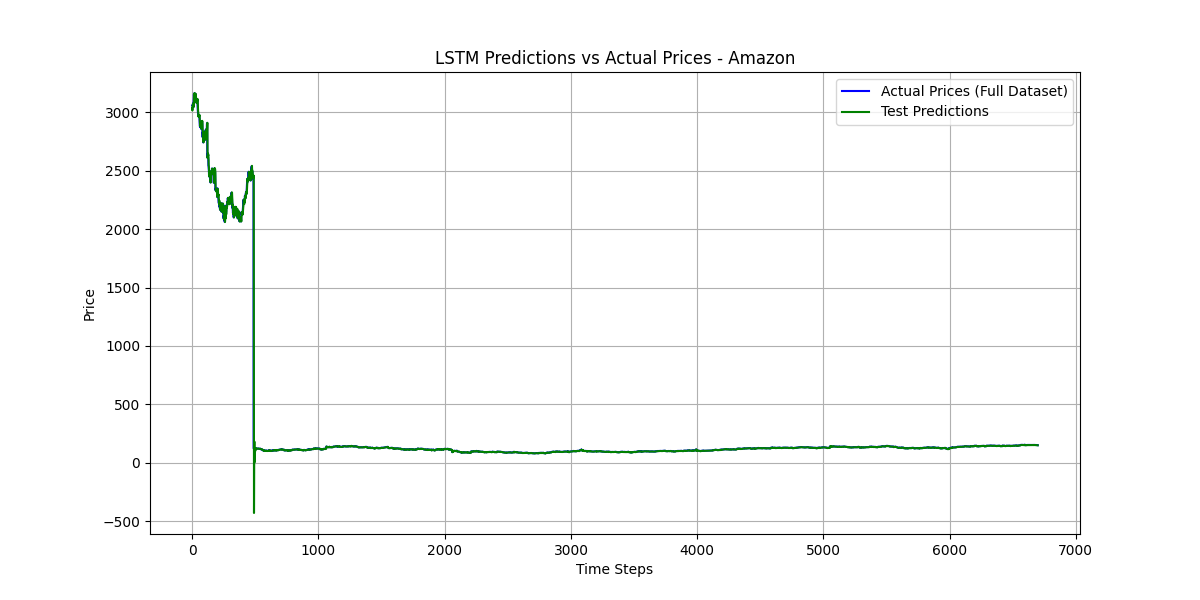 LSTM Predictions vs Actual Prices - Amazon
Actual Prices (Full Dataset)
Test Predictions
3000
2500
2000
1500
1000
500
0
−500
Price
0 1000 2000 3000 4000 5000 6000 7000
Time Steps